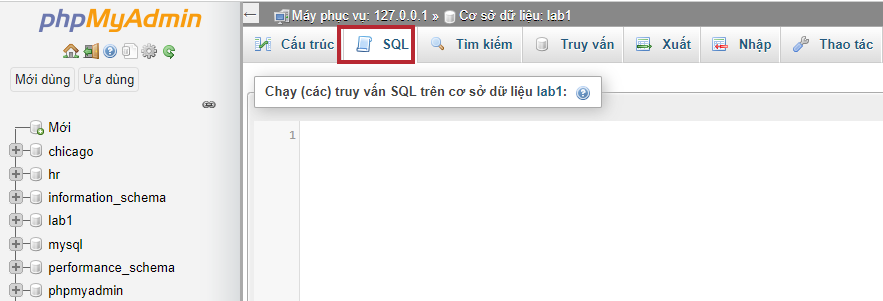 phpMyAdmin
Mới dùng Ưa dùng
Mới
chicago
hr
information_schema
lab1
mysql
performance_schema
phpmyadmin
Máy phục vụ: 127.0.0.1 » Cơ sở dữ liệu: lab1
Cấu trúc SQL Tìm kiếm Truy vấn Xuất Nhập Thao tác
Chạy (các) truy vấn SQL trên cơ sở dữ liệu lab1:
1